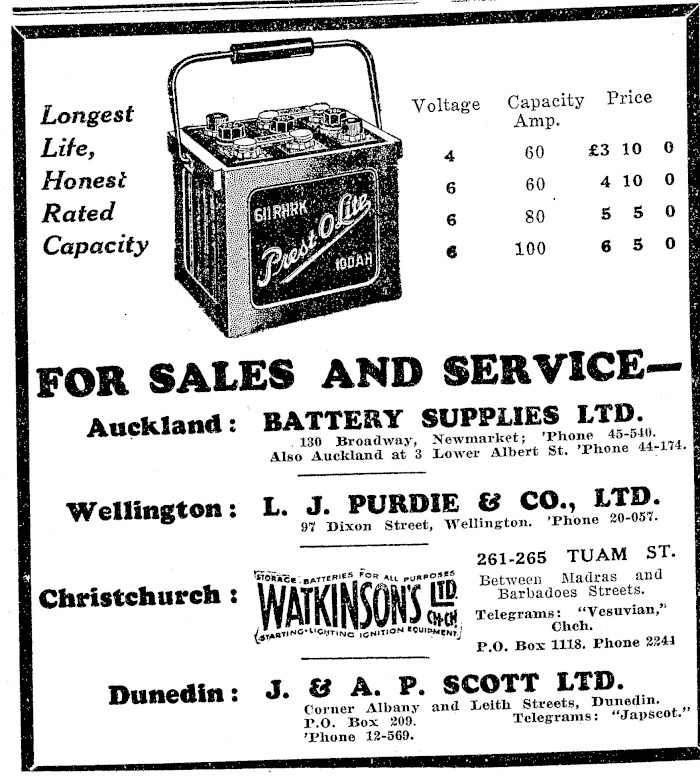 Longest
Life,
Honest
Rated
Capacity
611RHRK
Prest-O-Lite
100AH
Voltage Capacity Amp. Price
4 60 £3 10 0
6 60 4 10 0
6 80 5 5 0
6 100 6 5 0
FOR SALES AND SERVICE—
Auckland: BATTERY SUPPLIES LTD.
130 Broadway, Newmarket; 'Phone 45-540.
Also Auckland at 3 Lower Albert St. 'Phone 44-174.
Wellington: L. J. PURDIE & CO., LTD.
97 Dixon Street, Wellington. 'Phone 20-057.
Christchurch:
STORAGE BATTERIES FOR ALL PURPOSES
WATKINSON'S LTD. CH-CH.
STARTING-LIGHTING IGNITION EQUIPMENT
261-265 TUAM ST.
Between Madras and
Barbadoes Streets.
Telegrams: "Vesuvian,"
Chch.
P.O. Box 1118. Phone 2241
Dunedin: J. & A. P. SCOTT LTD.
Corner Albany and Leith Streets, Dunedin.
P.O. Box 209. Telegrams: "Japscot."
'Phone 12-569.